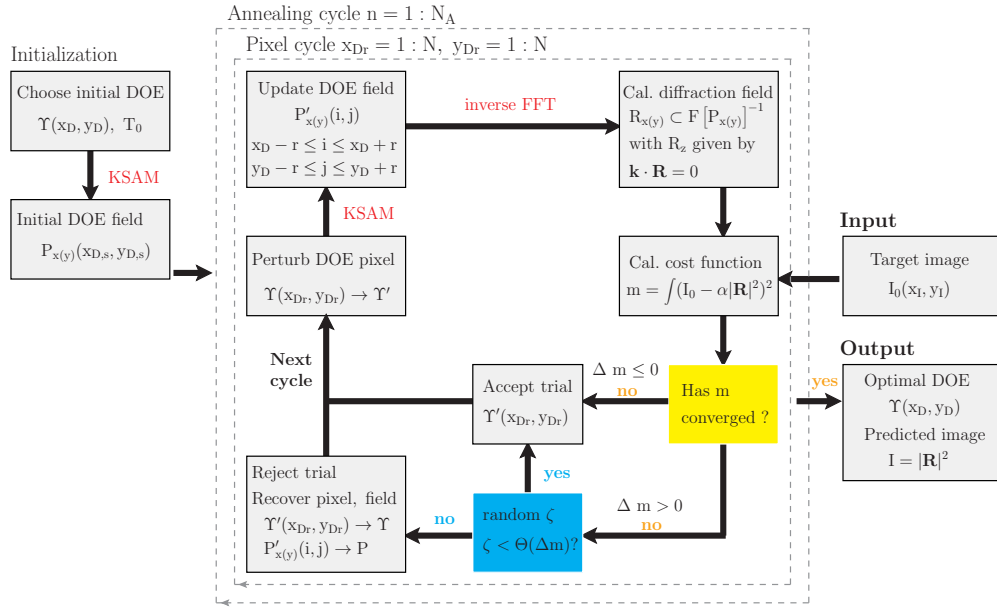 Annealing cycle n = 1 : N_A
Pixel cycle x_Dr = 1 : N, y_Dr = 1 : N
Initialization
Choose initial DOE
Υ(x_D, y_D), T_0
KSAM
Initial DOE field
P_x(y)(x_D,s, y_D,s)
Update DOE field
P′_x(y)(i, j)
x_D − r ≤ i ≤ x_D + r
y_D − r ≤ j ≤ y_D + r
inverse FFT
Cal. diffraction field
R_x(y) ⊂ F [P_x(y)]^−1
with R_z given by
k · R = 0
KSAM
Perturb DOE pixel
Υ(x_Dr, y_Dr) → Υ′
Cal. cost function
m = ∫(I_0 − α|R|^2)^2
Input
Target image
I_0(x_I, y_I)
Next
cycle
Accept trial
Υ′(x_Dr, y_Dr)
Δ m ≤ 0
no
Has m
converged ?
yes
Output
Optimal DOE
Υ(x_D, y_D)
Predicted image
I = |R|^2
Reject trial
Recover pixel, field
Υ′(x_Dr, y_Dr) → Υ
P′_x(y)(i, j) → P
no
yes
random ζ
ζ < Θ(Δm)?
Δ m > 0
no